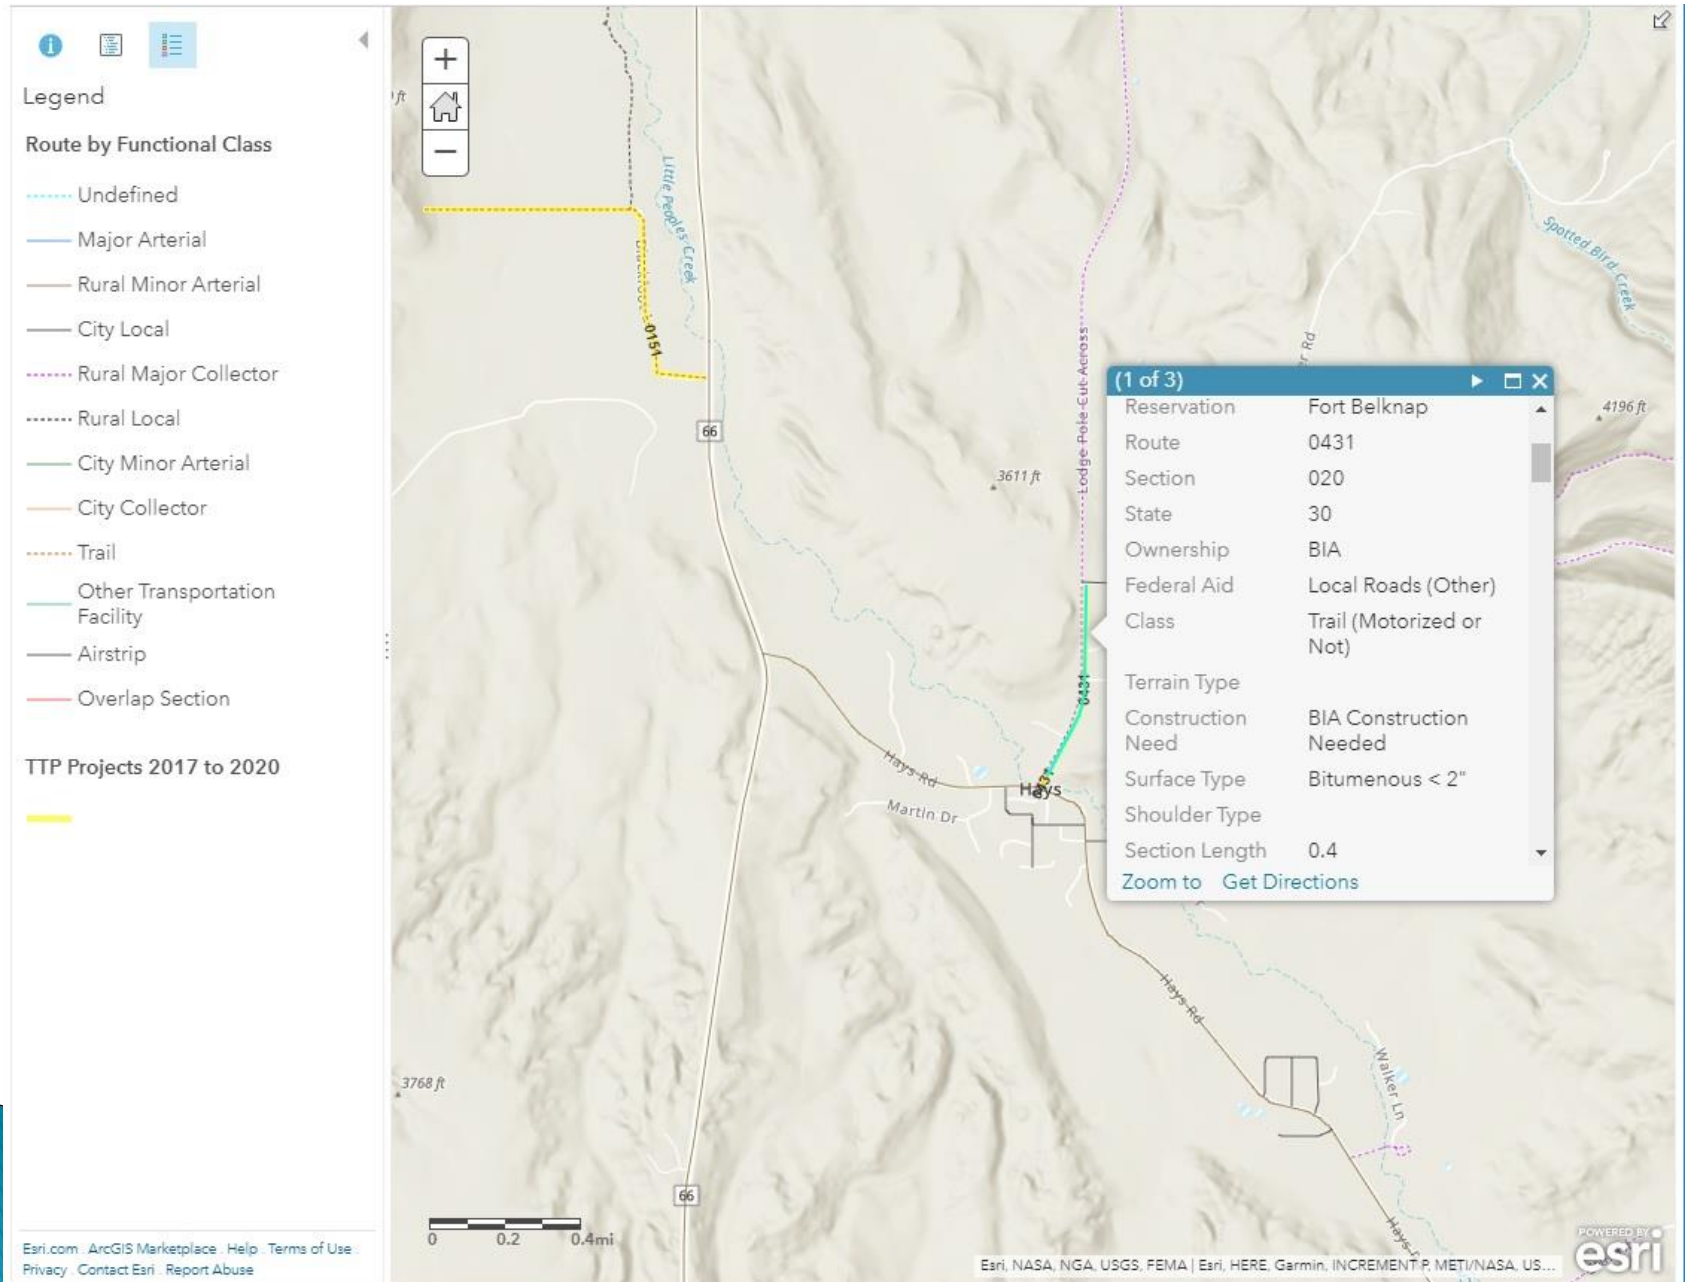 Legend
Route by Functional Class
Undefined
Major Arterial
Rural Minor Arterial
City Local
Rural Major Collector
Rural Local
City Minor Arterial
City Collector
Trail
Other Transportation
Facility
Airstrip
Overlap Section
TTP Projects 2017 to 2020
Esri.com . ArcGIS Marketplace . Help . Terms of Use .
Privacy . Contact Esri . Report Abuse
ft
+
−
Little Peoples Creek
0151
66
Lodge Pole Cut Across
3611 ft
Spotted Bird Creek
er Rd
4196 ft
(1 of 3)
Reservation Fort Belknap
Route 0431
Section 020
State 30
Ownership BIA
Federal Aid Local Roads (Other)
Class Trail (Motorized or
Not)
Terrain Type
Construction BIA Construction
Need Needed
Surface Type Bitumenous < 2"
Shoulder Type
Section Length 0.4
Zoom to Get Directions
0431
Hays Rd
Hays
Martin Dr
Hays Rd
Walker Ln
3768 ft
66
Hays
0 0.2 0.4mi
Esri, NASA, NGA, USGS, FEMA | Esri, HERE, Garmin, INCREMENT P, METI/NASA, US...
POWERED BY
esri